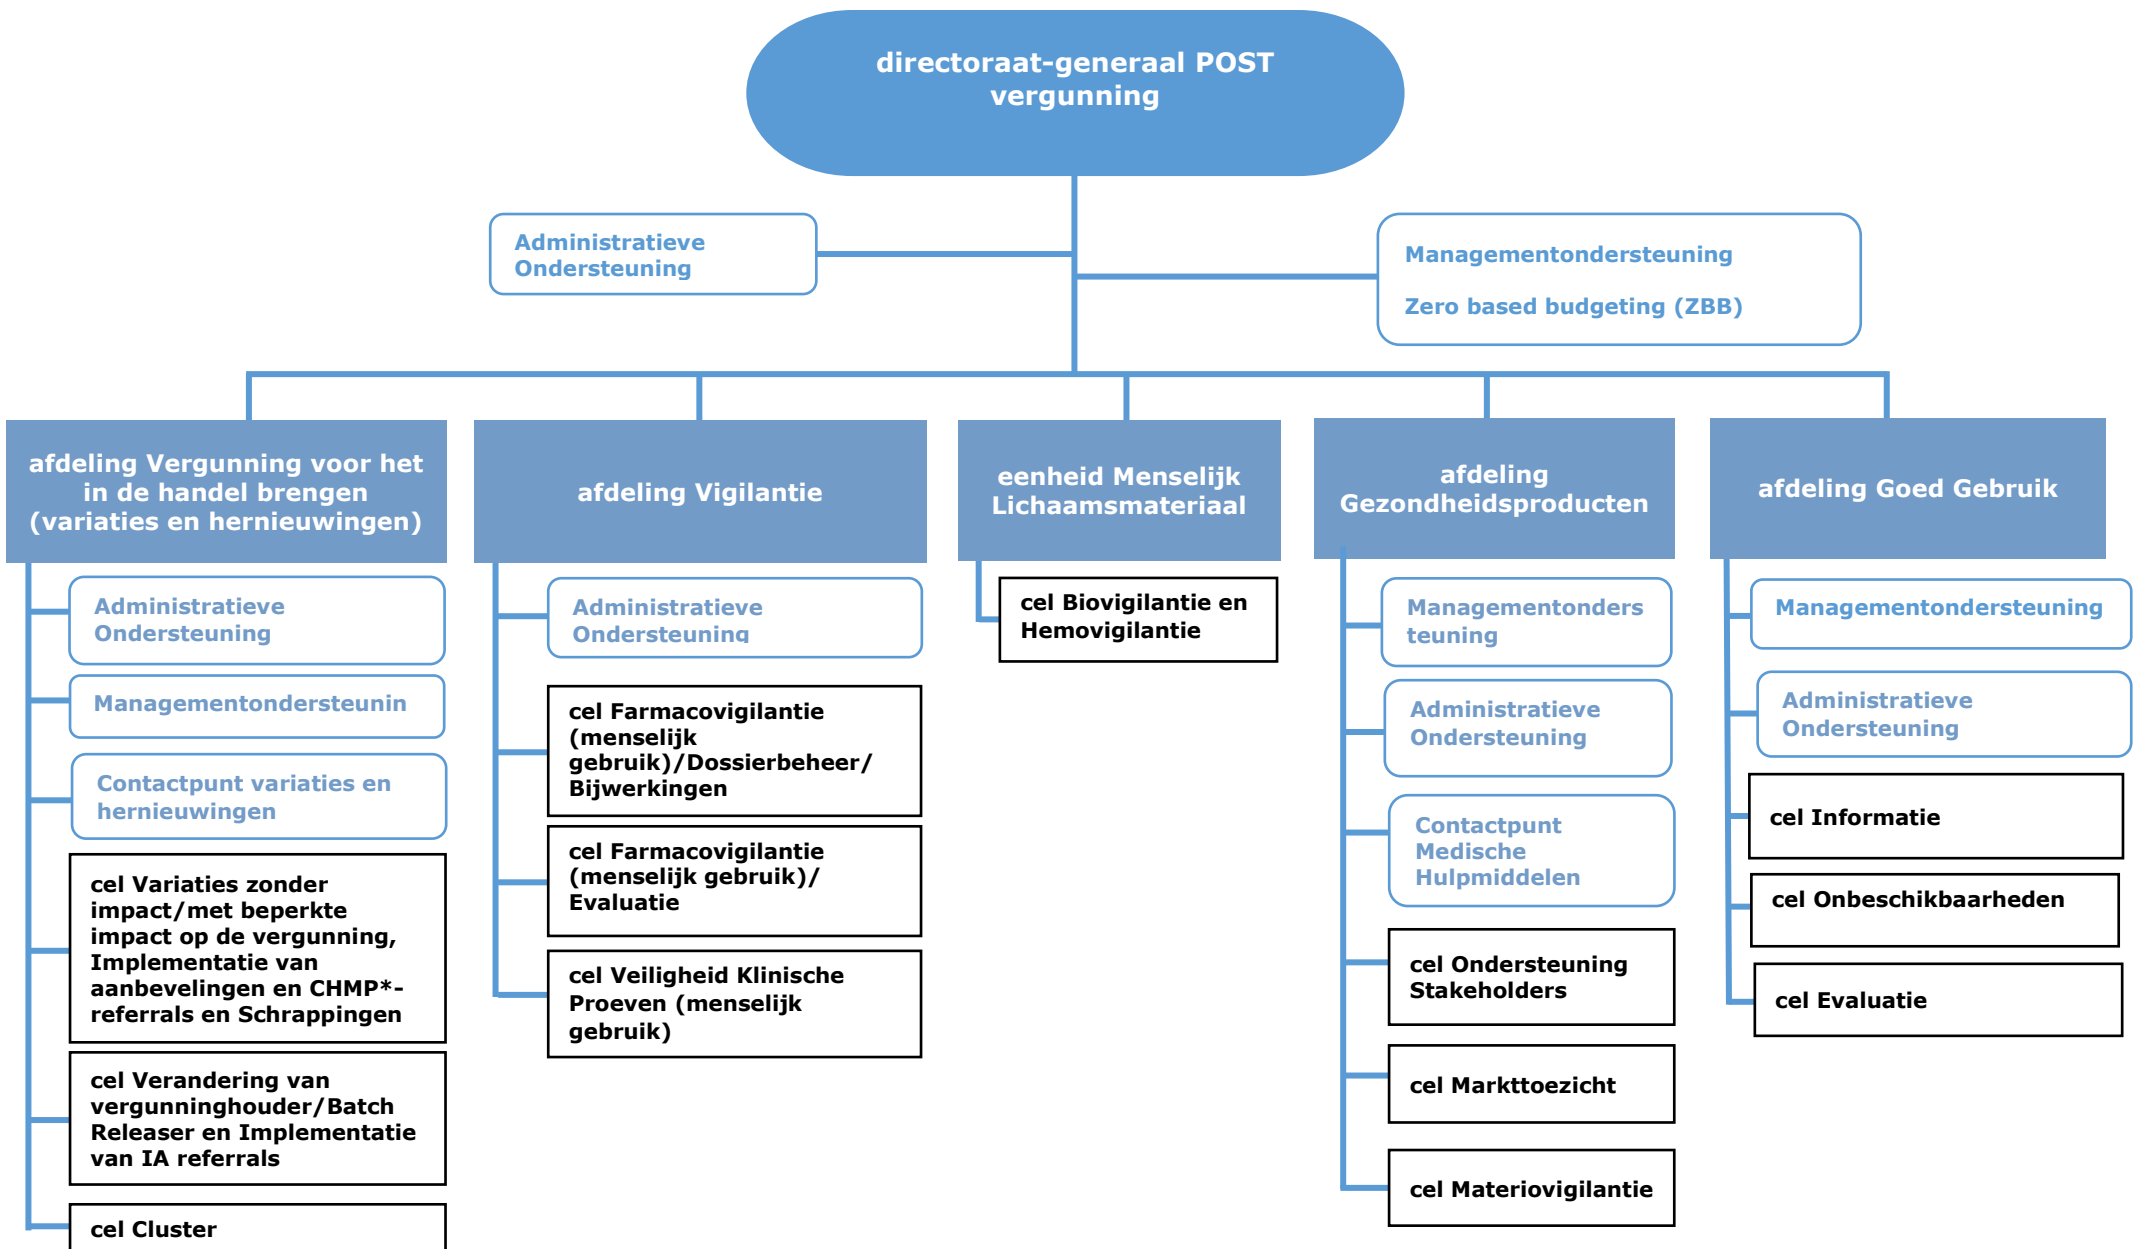 directoraat-generaal POST
vergunning
Administratieve
Ondersteuning
Managementondersteuning
Zero based budgeting (ZBB)
afdeling Vergunning voor het
in de handel brengen
(variaties en hernieuwingen)
Administratieve
Ondersteuning
Managementondersteunin
Contactpunt variaties en
hernieuwingen
cel Variaties zonder
impact/met beperkte
impact op de vergunning,
Implementatie van
aanbevelingen en CHMP*-
referrals en Schrappingen
cel Verandering van
vergunninghouder/Batch
Releaser en Implementatie
van IA referrals
cel Cluster
afdeling Vigilantie
Administratieve
Ondersteuning
cel Farmacovigilantie
(menselijk
gebruik)/Dossierbeheer/
Bijwerkingen
cel Farmacovigilantie
(menselijk gebruik)/
Evaluatie
cel Veiligheid Klinische
Proeven (menselijk
gebruik)
eenheid Menselijk
Lichaamsmateriaal
cel Biovigilantie en
Hemovigilantie
afdeling
Gezondheidsproducten
Managementonders
teuning
Administratieve
Ondersteuning
Contactpunt
Medische
Hulpmiddelen
cel Ondersteuning
Stakeholders
cel Markttoezicht
cel Materiovigilantie
afdeling Goed Gebruik
Managementondersteuning
Administratieve
Ondersteuning
cel Informatie
cel Onbeschikbaarheden
cel Evaluatie